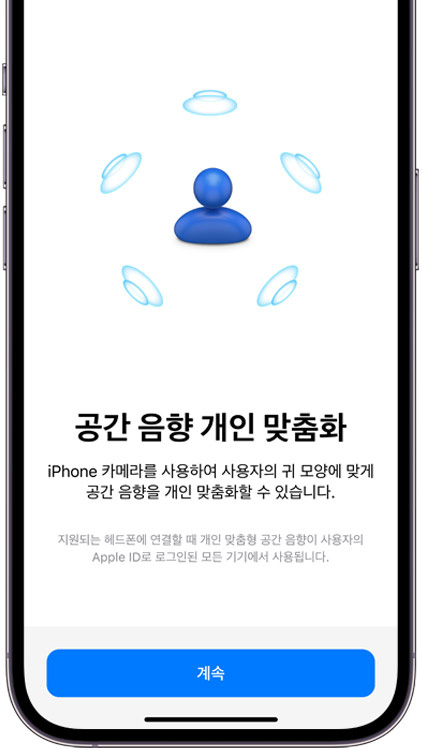 공간 음향 개인 맞춤화
iPhone 카메라를 사용하여 사용자의 귀 모양에 맞게
공간 음향을 개인 맞춤화할 수 있습니다.
지원되는 헤드폰에 연결할 때 개인 맞춤형 공간 음향이 사용자의
Apple ID로 로그인된 모든 기기에서 사용됩니다.
계속